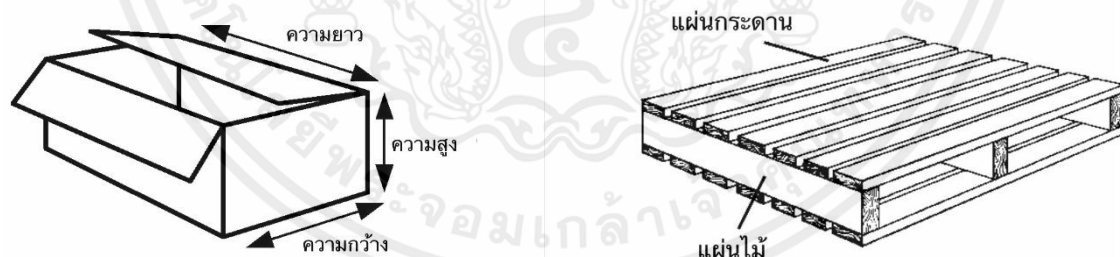 ความยาว
ความสูง
ความกว้าง
แผ่นกระดาน
แผ่นไม้